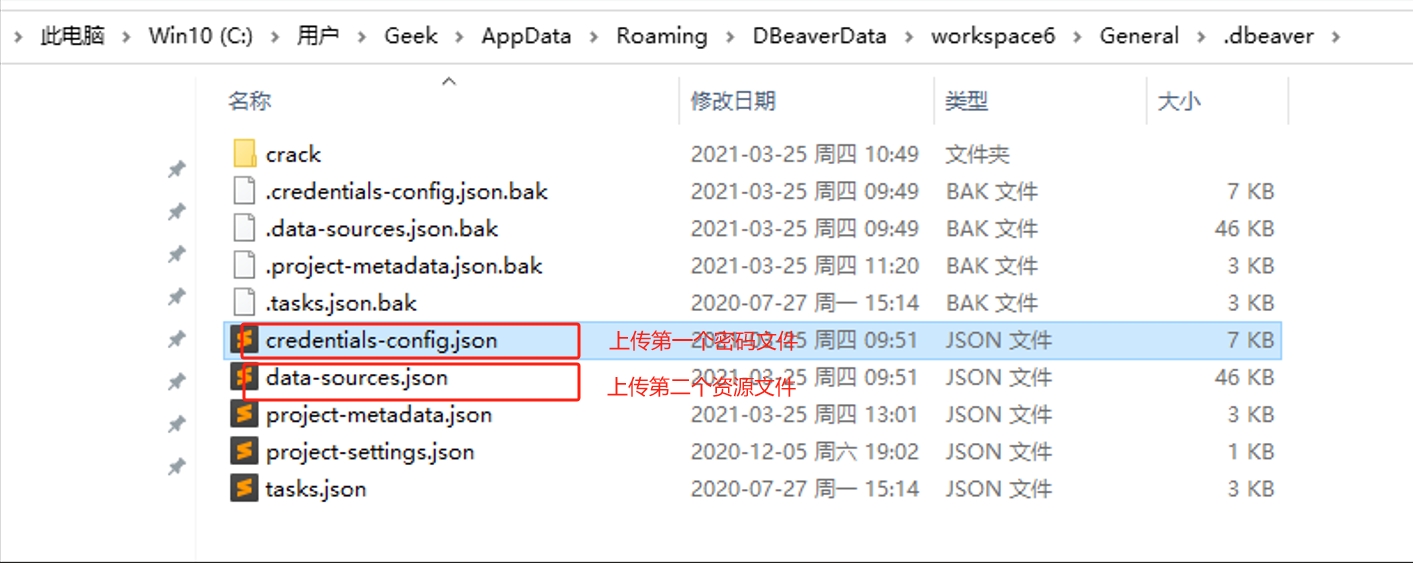 此电脑 › Win10 (C:) › 用户 › Geek › AppData › Roaming › DBeaverData › workspace6 › General › .dbeaver ›
名称 修改日期 类型 大小
crack 2021-03-25 周四 10:49 文件夹
.credentials-config.json.bak 2021-03-25 周四 09:49 BAK 文件 7 KB
.data-sources.json.bak 2021-03-25 周四 09:49 BAK 文件 46 KB
.project-metadata.json.bak 2021-03-25 周四 11:20 BAK 文件 3 KB
.tasks.json.bak 2020-07-27 周一 15:14 BAK 文件 3 KB
credentials-config.json 上传第一个密码文件 2021-03-25 周四 09:51 JSON 文件 7 KB
data-sources.json 上传第二个资源文件 2021-03-25 周四 09:51 JSON 文件 46 KB
project-metadata.json 2021-03-25 周四 13:01 JSON 文件 3 KB
project-settings.json 2020-12-05 周六 19:02 JSON 文件 1 KB
tasks.json 2020-07-27 周一 15:14 JSON 文件 3 KB